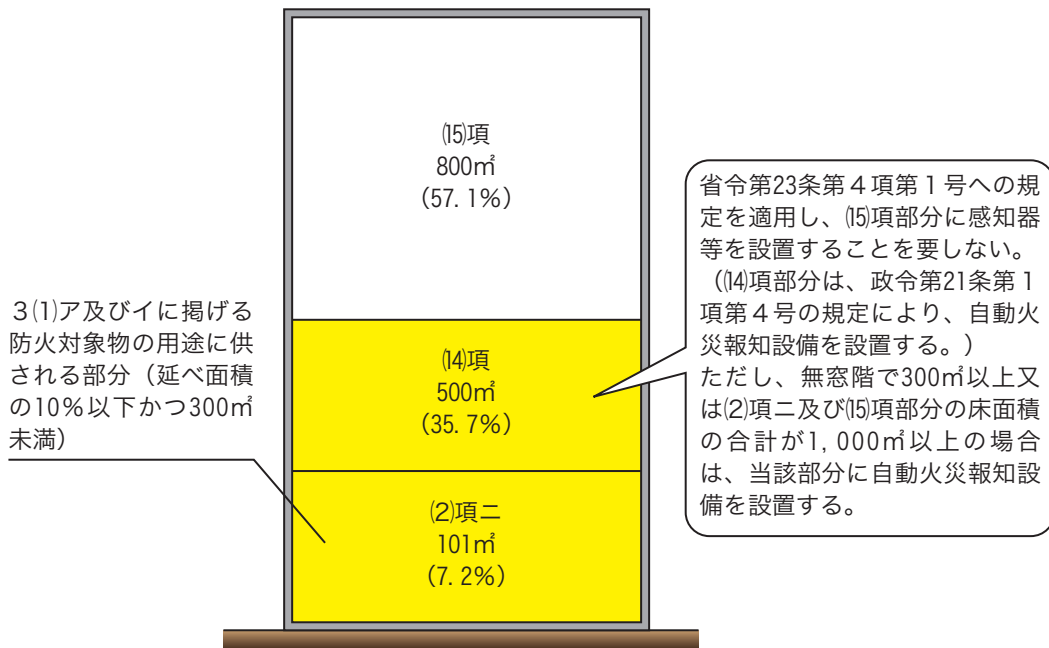 ⒂項
800㎡
(57.1%)
⒁項
500㎡
(35.7%)
⑵項ニ
101㎡
(7.2%)
3⑴ア及びイに掲げる
防火対象物の用途に供
される部分（延べ面積
の10％以下かつ300㎡
未満）
省令第23条第４項第１号への規
定を適用し、⒂項部分に感知器
等を設置することを要しない。
（⒁項部分は、政令第21条第１
項第４号の規定により、自動火
災報知設備を設置する。）
ただし、無窓階で300㎡以上又
は⑵項ニ及び⒂項部分の床面積
の合計が1,000㎡以上の場合
は、当該部分に自動火災報知設
備を設置する。